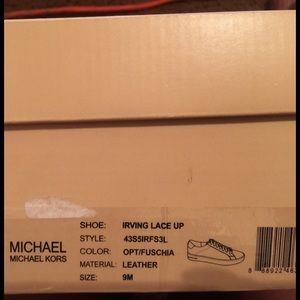 SHOE: IRVING LACE UP
STYLE: 43S5IRFS3L
MICHAEL
MICHAEL KORS
COLOR: OPT/FUSCHIA
MATERIAL: LEATHER
SIZE: 9M